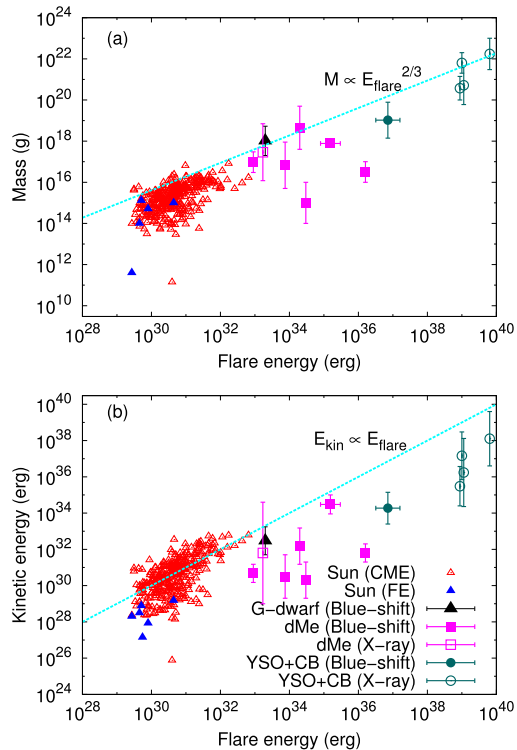 (a)
M ∝ E_flare^2/3
Mass (g)
10^22
10^20
10^18
10^16
10^14
10^12
10^10
10^28 10^30 10^32 10^34 10^36 10^38 10^40
Flare energy (erg)
(b)
E_kin ∝ E_flare
Kinetic energy (erg)
10^40
10^38
10^36
10^34
10^32
10^30
10^28
10^26
10^24
Sun (CME)
Sun (FE)
G-dwarf (Blue-shift)
dMe (Blue-shift)
dMe (X-ray)
YSO+CB (Blue-shift)
YSO+CB (X-ray)
10^28 10^30 10^32 10^34 10^36 10^38 10^40
Flare energy (erg)